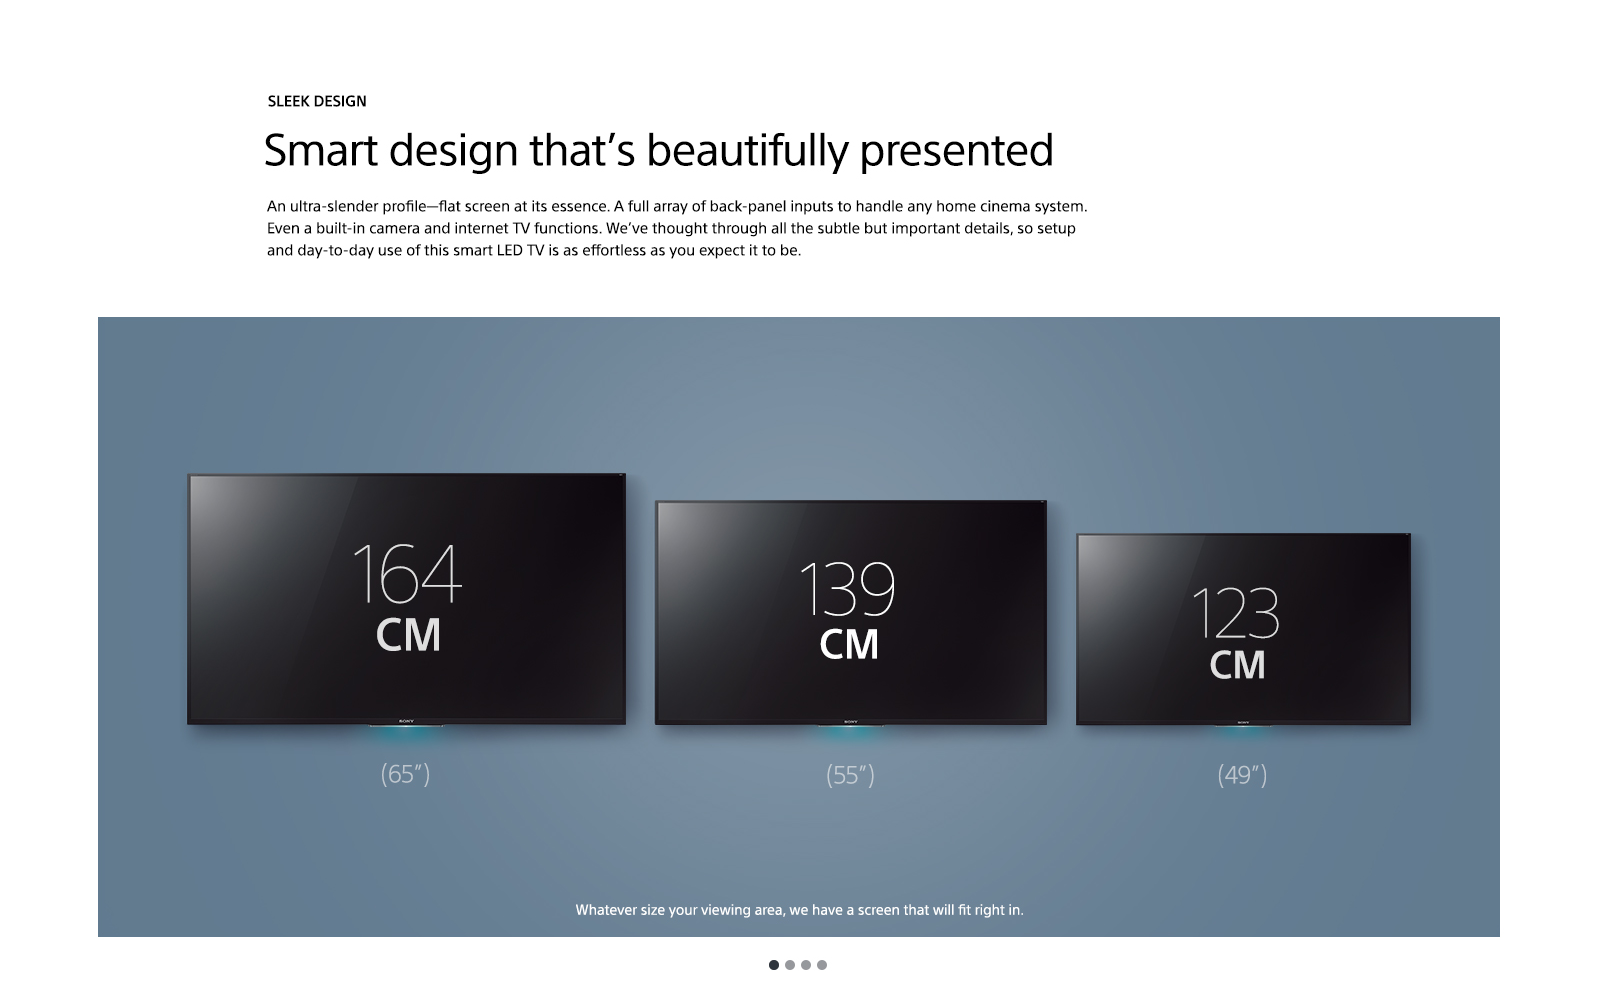 SLEEK DESIGN
Smart design that’s beautifully presented
An ultra-slender profile—flat screen at its essence. A full array of back-panel inputs to handle any home cinema system.
Even a built-in camera and internet TV functions. We’ve thought through all the subtle but important details, so setup
and day-to-day use of this smart LED TV is as effortless as you expect it to be.
164
CM
SONY
(65”)
139
CM
SONY
(55”)
123
CM
SONY
(49”)
Whatever size your viewing area, we have a screen that will fit right in.